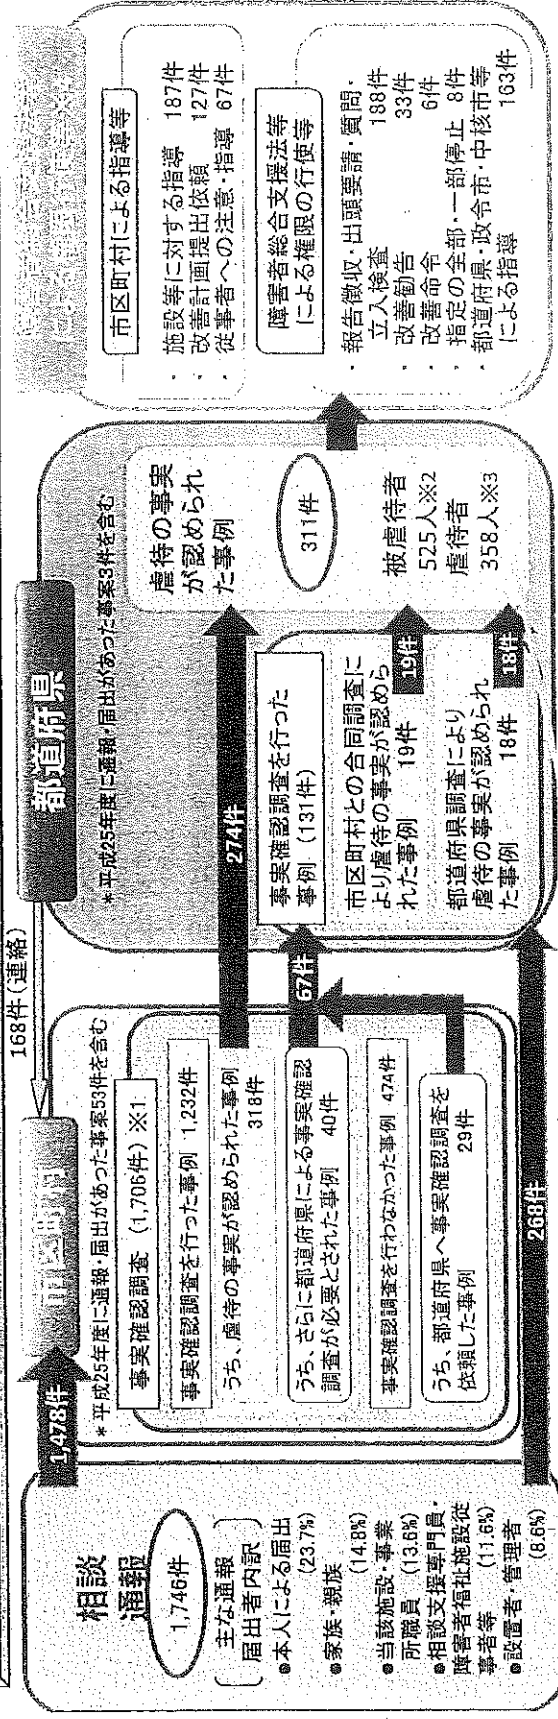 相談
通報
1,746件
主な通報
届出者内訳
●本人による届出
(23.7%)
●家族・親族
(14.8%)
●当該施設・事業
所職員 (13.6%)
●相談支援専門員・
障害者福祉施設従
事者等 (11.6%)
●設置者・管理者
(8.6%)
1,478件
268件
168件(連絡)
市区町村
*平成25年度に通報・届出があった事案53件を含む
事実確認調査 (1,706件) ※1
事実確認調査を行った事例 1,232件
うち、虐待の事実が認められた事例
318件
うち、さらに都道府県による事実確認
調査が必要とされた事例 40件
事実確認調査を行わなかった事例 474件
うち、都道府県へ事実確認調査を
依頼した事例 29件
274件
67件
都道府県
*平成25年度に通報・届出があった事案3件を含む
事実確認調査を行った
事例 (131件)
市区町村との合同調査に
より虐待の事実が認めら
れた事例 19件
都道府県調査により
虐待の事実が認められ
た事例 18件
19件
18件
虐待の事実
が認められ
た事例
311件
被虐待者
525人※2
虐待者
358人※3
市区町村による指導等
・ 施設等に対する指導 187件
・ 改善計画提出依頼 127件
・ 従事者への注意・指導 67件
障害者総合支援法等
による権限の行使等
・ 報告徴収・出頭要請・質問・
立入検査 188件
・ 改善勧告 33件
・ 改善命令 6件
・ 指定の全部・一部停止 8件
・ 都道府県・政令市・中核市等
による指導 163件